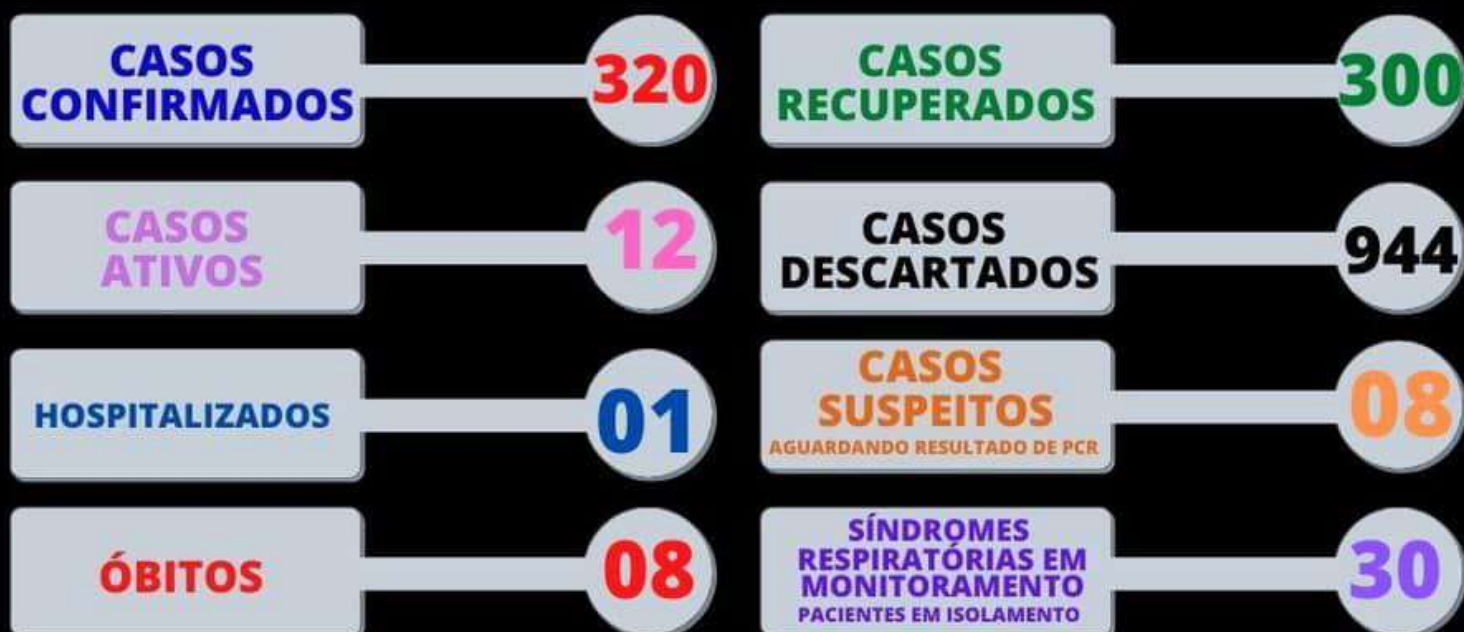 CASOS
CONFIRMADOS
320
CASOS
RECUPERADOS
300
CASOS
ATIVOS
12
CASOS
DESCARTADOS
944
HOSPITALIZADOS
01
CASOS
SUSPEITOS
AGUARDANDO RESULTADO DE PCR
08
ÓBITOS
08
SÍNDROMES
RESPIRATÓRIAS EM
MONITORAMENTO
PACIENTES EM ISOLAMENTO
30